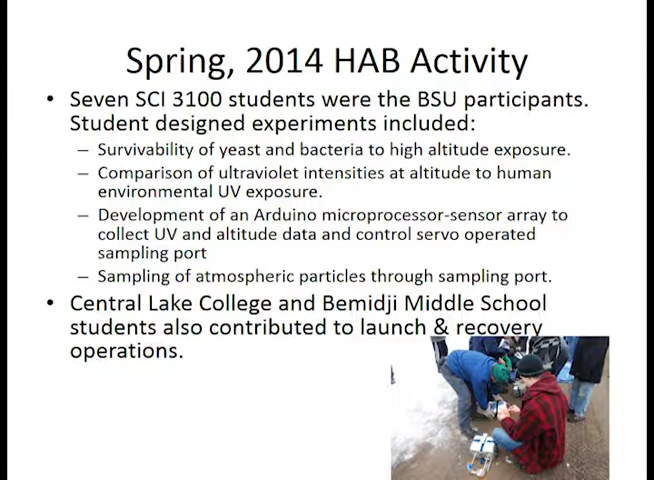 Spring, 2014 HAB Activity
• Seven SCI 3100 students were the BSU participants.
Student designed experiments included:
– Survivability of yeast and bacteria to high altitude exposure.
– Comparison of ultraviolet intensities at altitude to human
environmental UV exposure.
– Development of an Arduino microprocessor-sensor array to
collect UV and altitude data and control servo operated
sampling port
– Sampling of atmospheric particles through sampling port.
• Central Lake College and Bemidji Middle School
students also contributed to launch & recovery
operations.